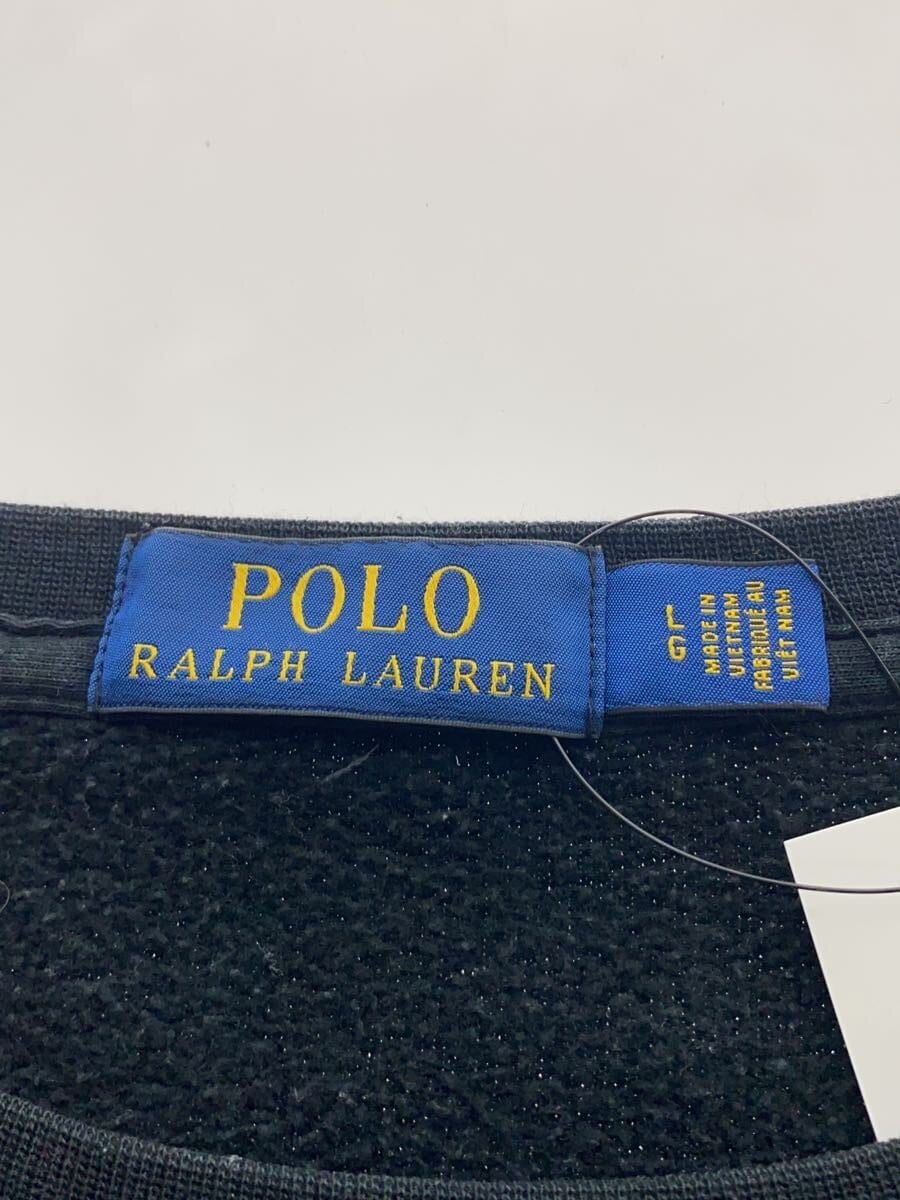 POLO
RALPH LAUREN
L
G
MADE IN
VIETNAM
FABRIQUÉ AU
VIÊT NAM